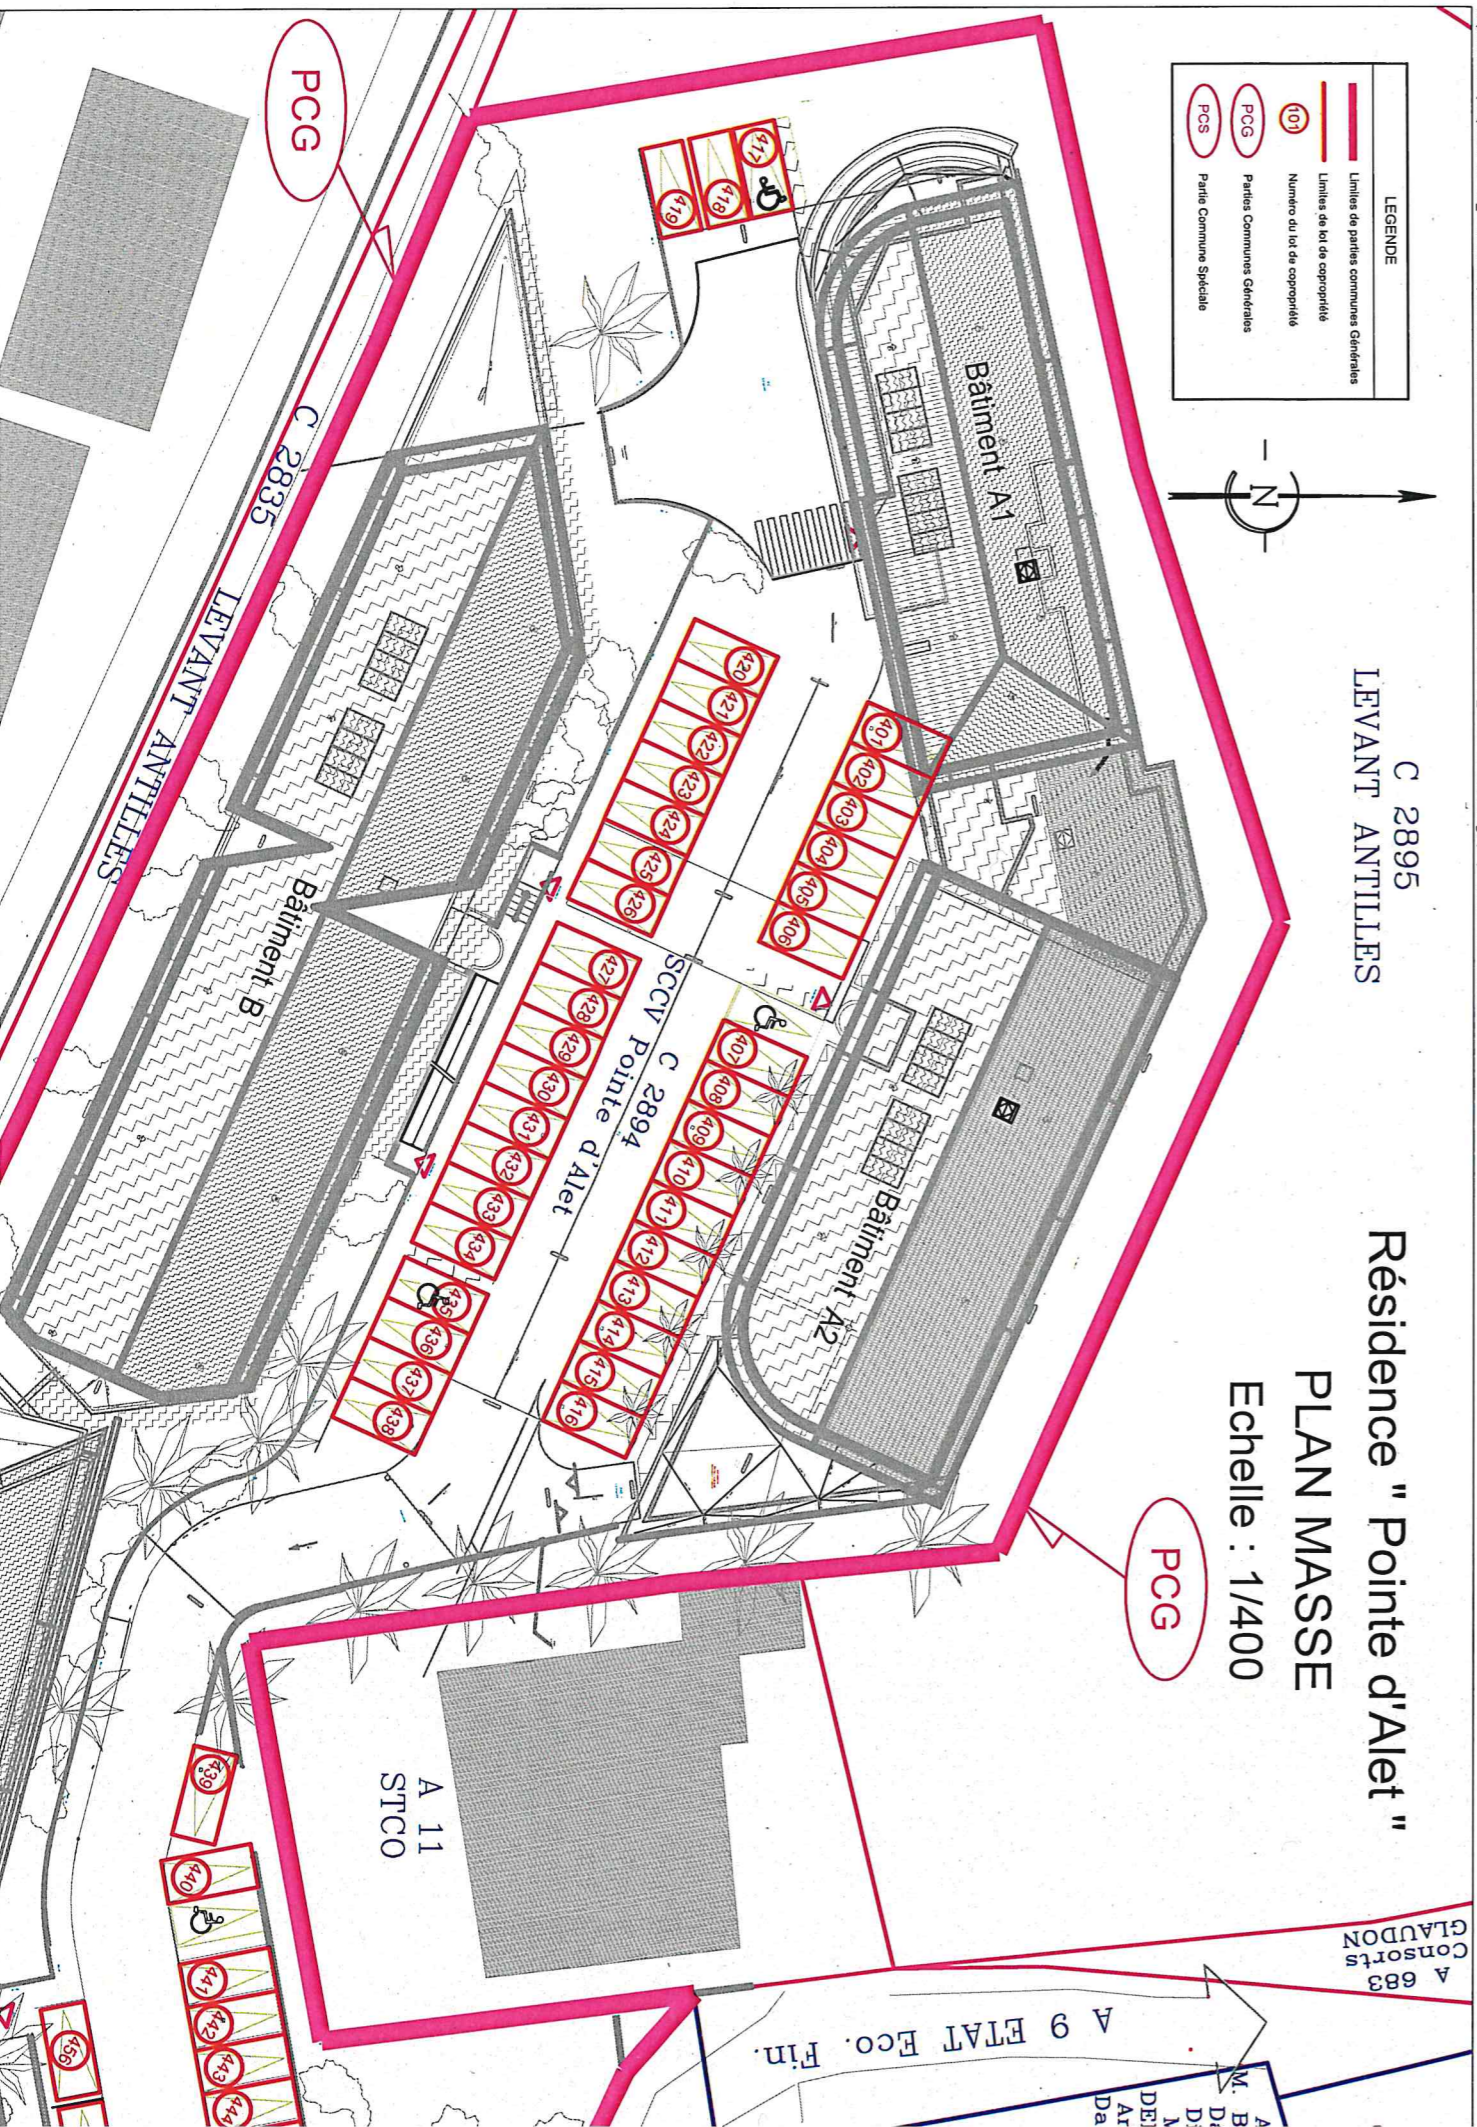 Résidence " Pointe d'Alet "
PLAN MASSE
Echelle : 1/400
LEGENDE
Limites de parties communes Générales
Limites de lot de copropriété
101
Numéro du lot de copropriété
PCG
Parties Communes Générales
PCS
Partie Commune Spéciale
N
C 2895
LEVANT ANTILLES
PCG
PCG
C 2835
LEVANT ANTILLES
Bâtiment A1
Bâtiment A2
Bâtiment B
C 2894
SCCV Pointe d'Alet
A 11
STCO
A 9 ETAT Eco. Fin.
A 683
Consorts
GLAUDON
417
418
419
401
402
403
404
405
406
407
408
409
410
411
412
413
414
415
416
420
421
422
423
424
425
426
427
428
429
430
431
432
433
434
435
436
437
438
439
440
441
442
443
444
456